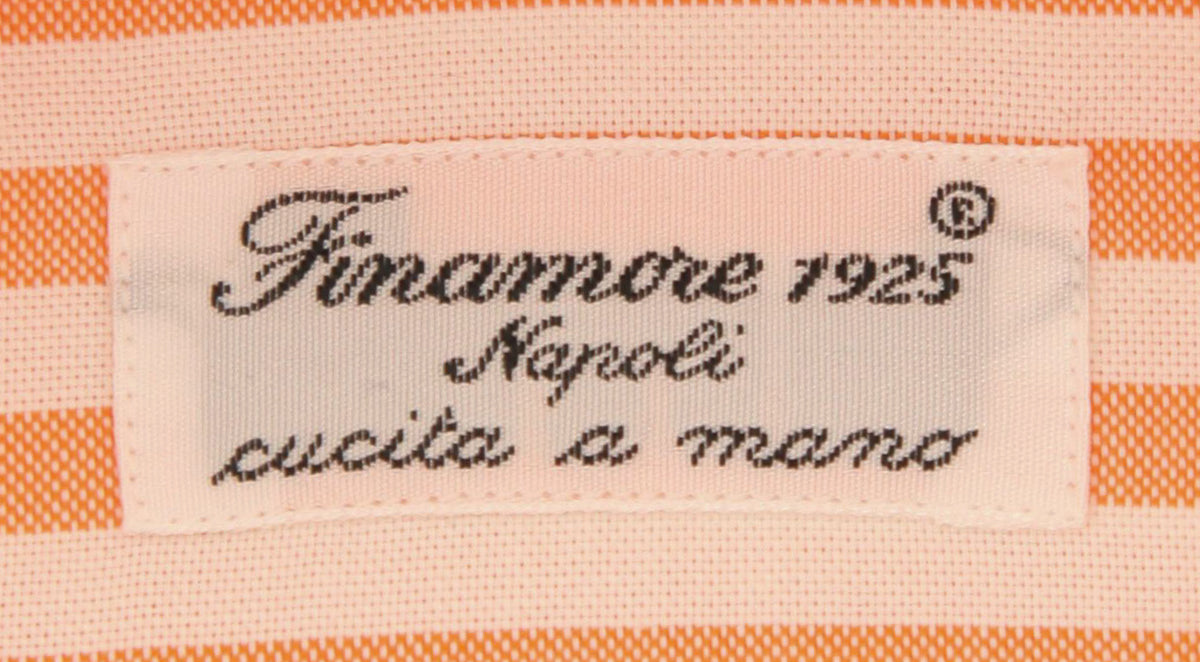 Finamore 1925®
Napoli
cucita a mano